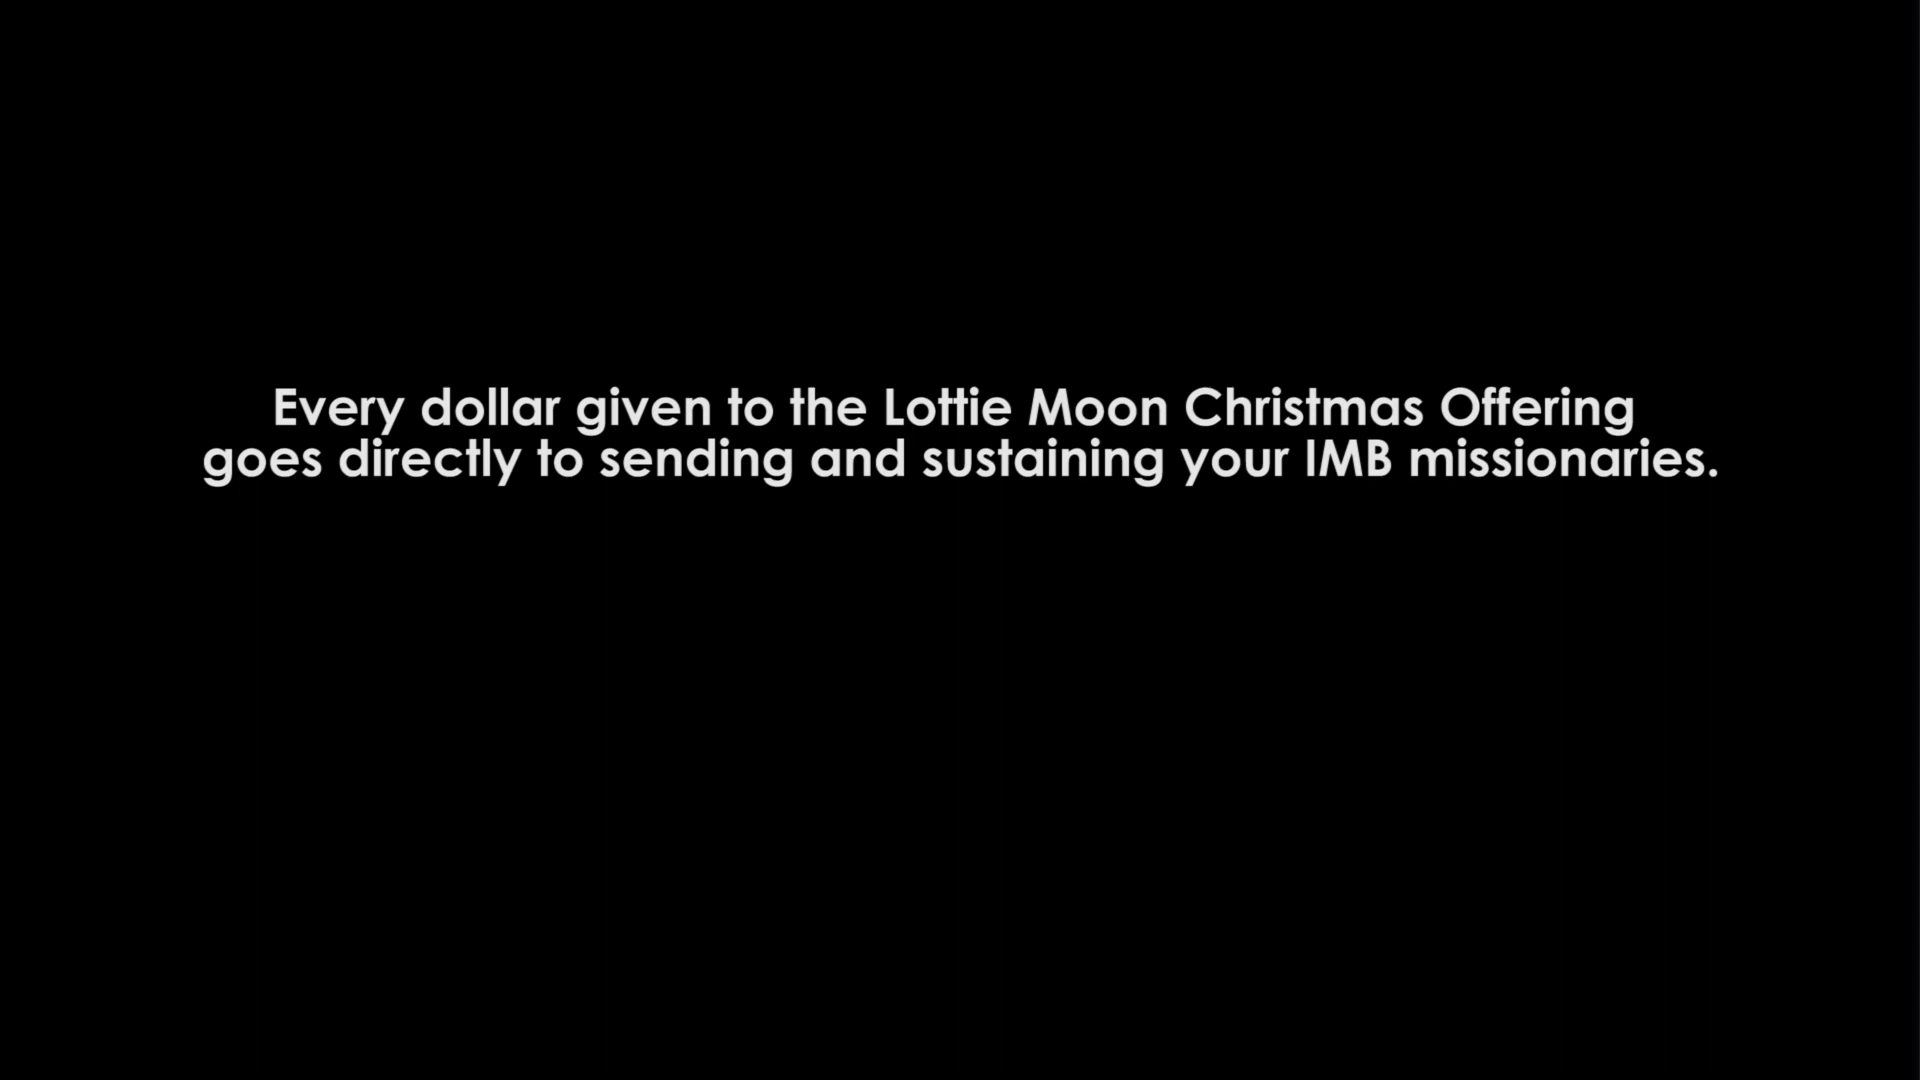 Every dollar given to the Lottie Moon Christmas Offering
goes directly to sending and sustaining your IMB missionaries.